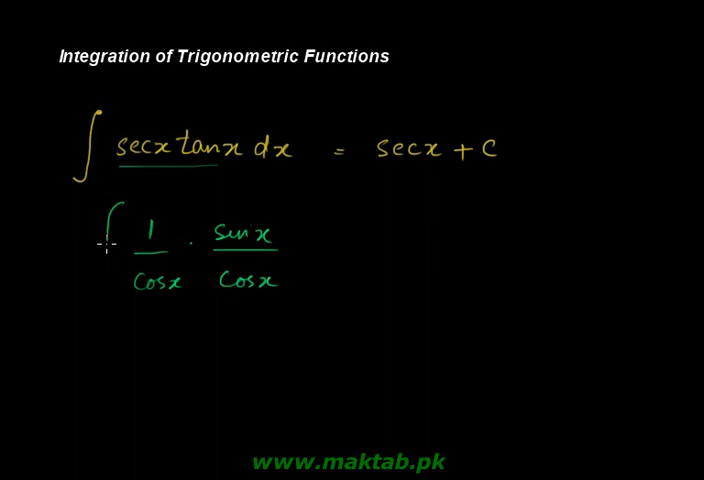 Integration of Trigonometric Functions
∫ secx tanx dx = secx + c
∫ 1/cosx · sinx/cosx
www.maktab.pk